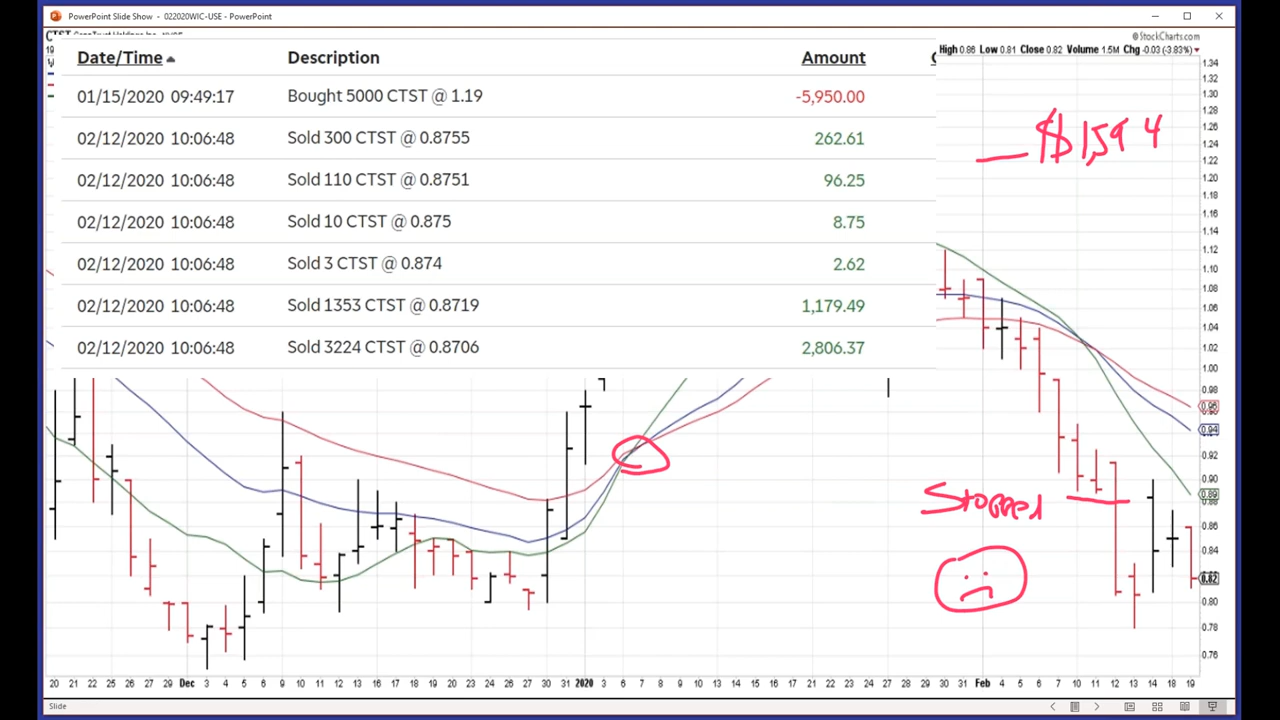 PowerPoint Slide Show - 022020WIC-USE - PowerPoint
© StockCharts.com
High 0.86 Low 0.81 Close 0.82 Volume 1.5M Chg -0.03 (-3.83%)
Date/Time Description Amount
01/15/2020 09:49:17 Bought 5000 CTST @ 1.19 -5,950.00
02/12/2020 10:06:48 Sold 300 CTST @ 0.8755 262.61
02/12/2020 10:06:48 Sold 110 CTST @ 0.8751 96.25
02/12/2020 10:06:48 Sold 10 CTST @ 0.875 8.75
02/12/2020 10:06:48 Sold 3 CTST @ 0.874 2.62
02/12/2020 10:06:48 Sold 1353 CTST @ 0.8719 1,179.49
02/12/2020 10:06:48 Sold 3224 CTST @ 0.8706 2,806.37
— $1,594
1.34
1.30
1.28
1.26
1.24
1.22
1.20
1.18
1.16
1.14
1.12
1.10
1.08
1.06
1.04
1.02
1.00
0.98
0.96
0.94
0.92
0.90
0.89
0.86
0.84
0.82
0.80
0.78
0.76
Stopped
20 21 22 25 26 27 29 Dec 3 4 5 6 9 10 11 12 13 16 17 18 19 20 23 24 26 27 30 31 2020 3 6 7 8 9 10 13 14 15 16 17 21 22 23 24 27 28 29 30 31 Feb 4 5 6 7 10 11 12 13 14 18 19
Slide